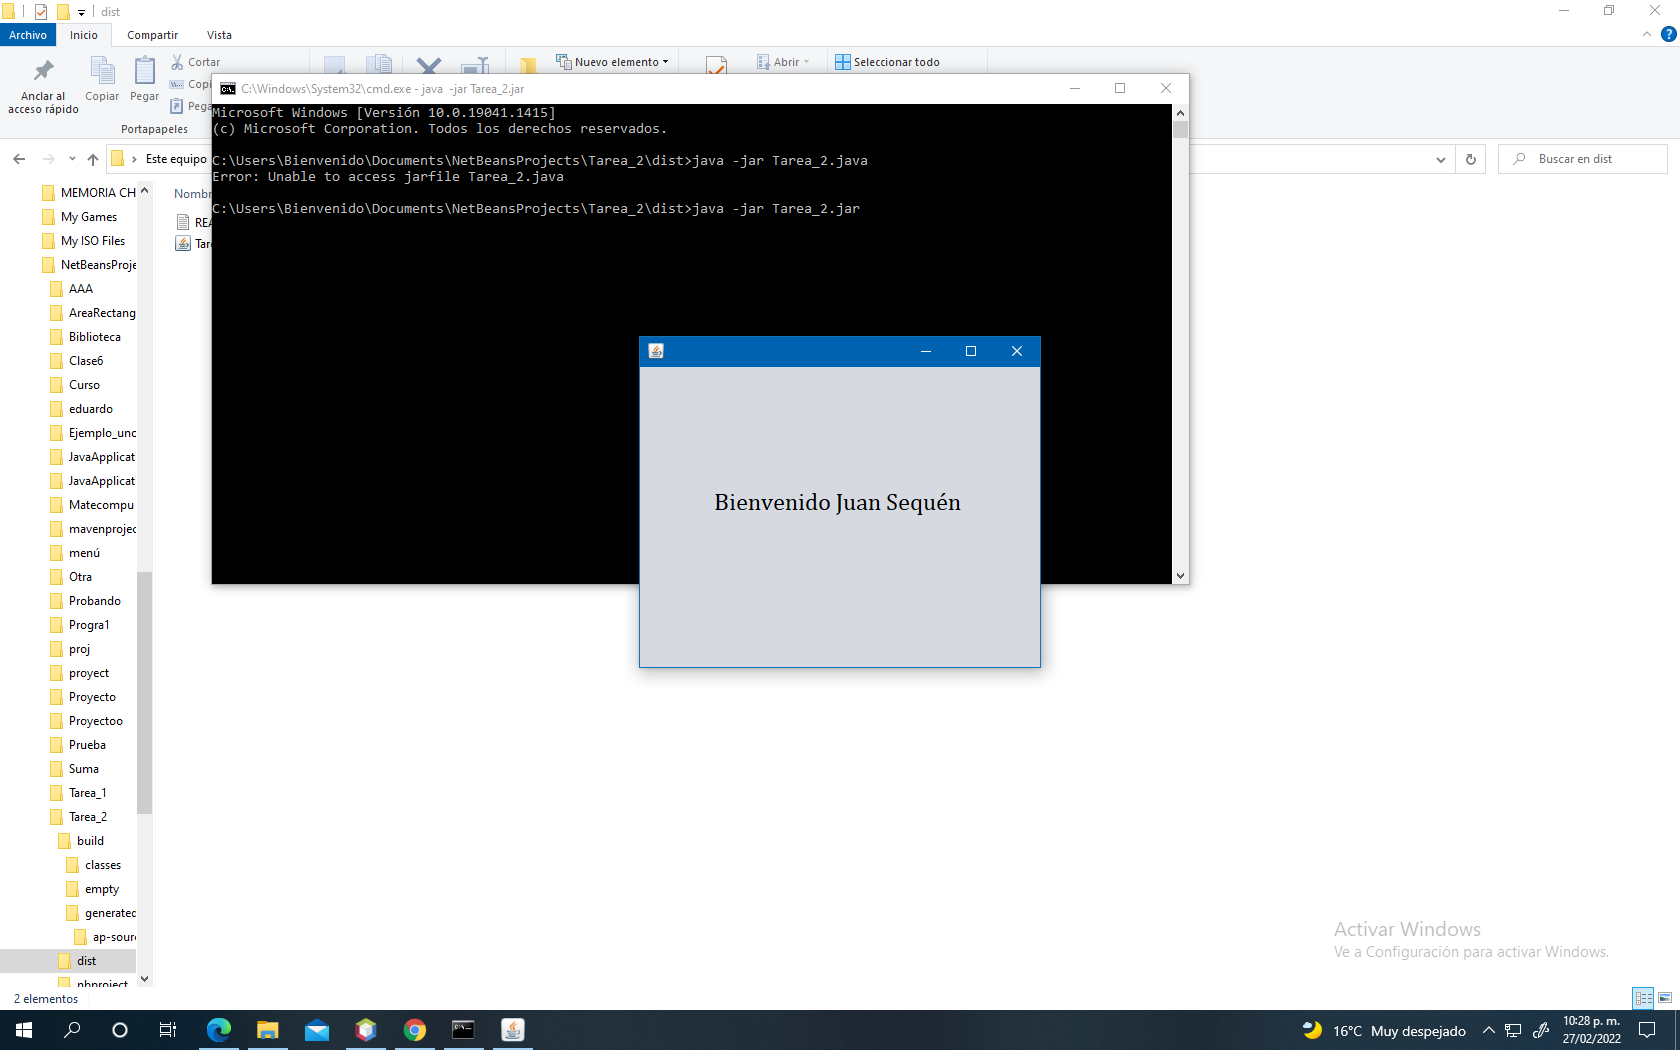 dist
Archivo
Inicio
Compartir
Vista
Anclar al
acceso rápido
Copiar
Pegar
Cortar
Portapapeles
Nuevo elemento
Abrir
Seleccionar todo
C:\Windows\System32\cmd.exe - java  -jar Tarea_2.jar
Microsoft Windows [Versión 10.0.19041.1415]
(c) Microsoft Corporation. Todos los derechos reservados.
C:\Users\Bienvenido\Documents\NetBeansProjects\Tarea_2\dist>java -jar Tarea_2.java
Error: Unable to access jarfile Tarea_2.java
C:\Users\Bienvenido\Documents\NetBeansProjects\Tarea_2\dist>java -jar Tarea_2.jar
Este equipo
Buscar en dist
Bienvenido Juan Sequén
MEMORIA CH
My Games
My ISO Files
NetBeansProje
AAA
AreaRectang
Biblioteca
Clase6
Curso
eduardo
Ejemplo_unc
JavaApplicat
JavaApplicat
Matecompu
mavenprojec
menú
Otra
Probando
Progra1
proj
proyect
Proyecto
Proyectoo
Prueba
Suma
Tarea_1
Tarea_2
build
classes
empty
generated
ap-sour
dist
nbproject
Nombr
REA
Tar
Activar Windows
Ve a Configuración para activar Windows.
2 elementos
16°C Muy despejado
10:28 p. m.
27/02/2022